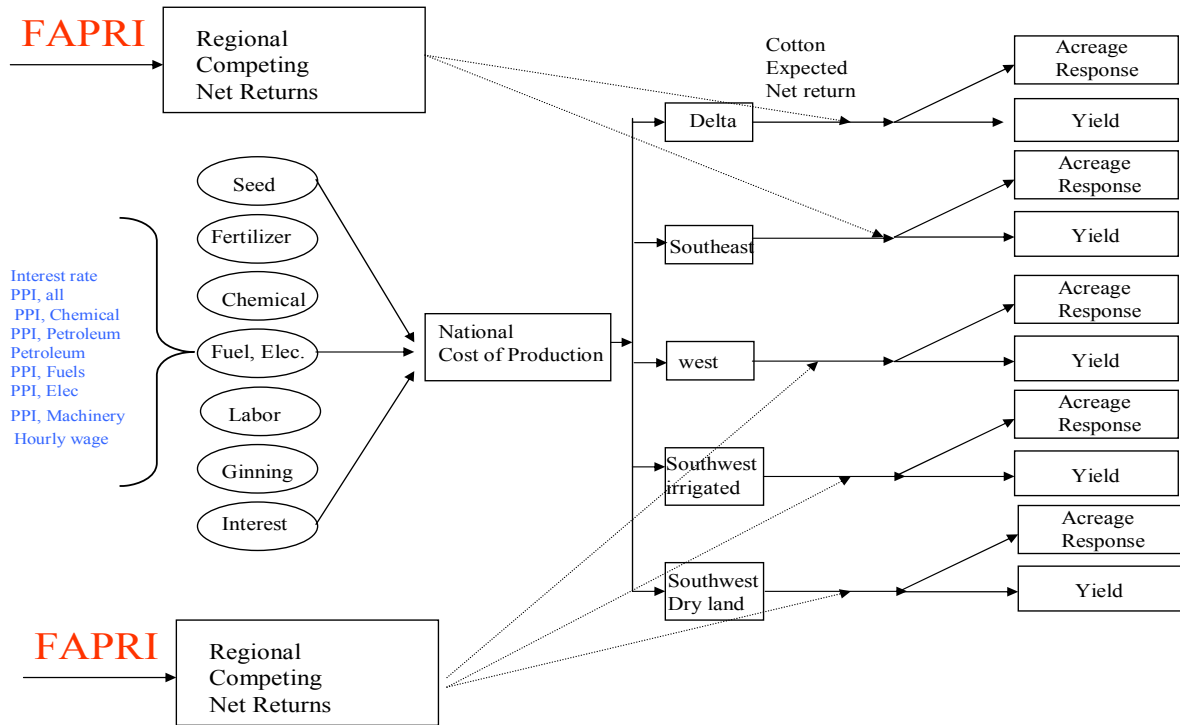 FAPRI
Regional
Competing
Net Returns
Cotton
Expected
Net return
Delta
Acreage
Response
Yield
Seed
Fertilizer
Chemical
Fuel, Elec.
Labor
Ginning
Interest
Interest rate
PPI, all
PPI, Chemical
PPI, Petroleum
Petroleum
PPI, Fuels
PPI, Elec
PPI, Machinery
Hourly wage
National
Cost of Production
Southeast
Acreage
Response
Yield
west
Acreage
Response
Yield
Southwest
irrigated
Acreage
Response
Yield
Southwest
Dry land
Acreage
Response
Yield
FAPRI
Regional
Competing
Net Returns